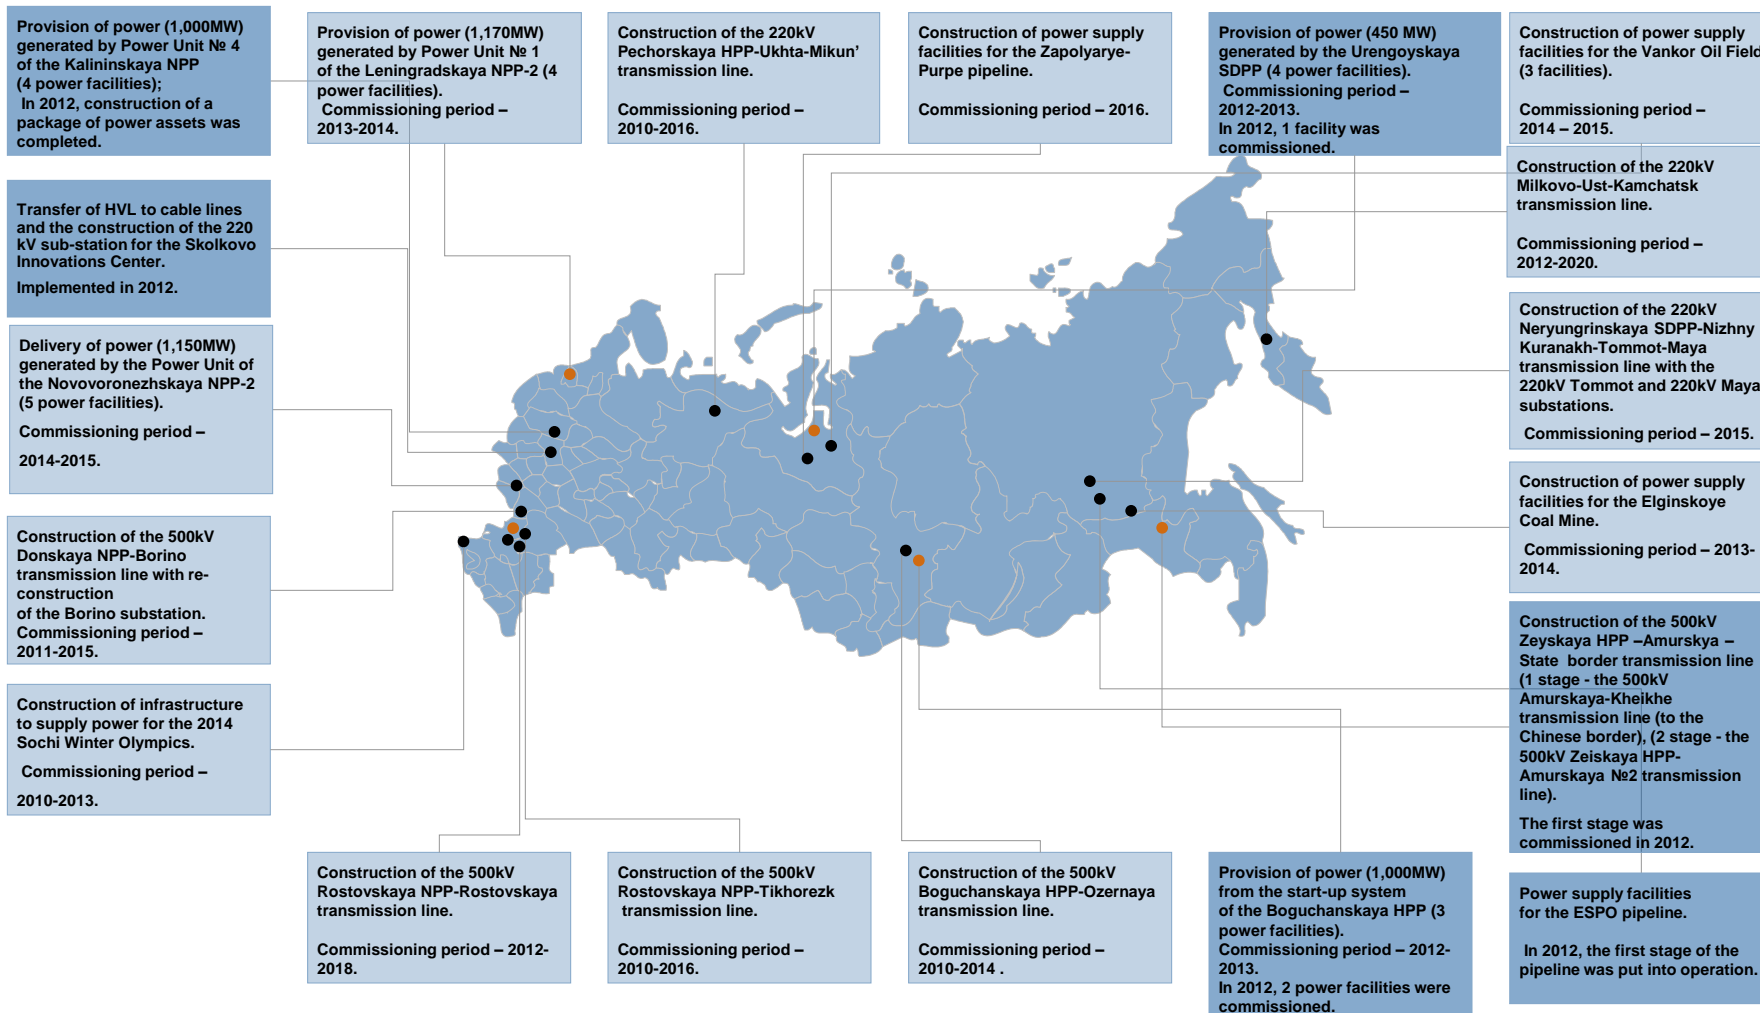 Provision of power (1,000MW)
generated by Power Unit № 4
of the Kalininskaya NPP
(4 power facilities);
In 2012, construction of a
package of power assets was
completed.
Provision of power (1,170MW)
generated by Power Unit № 1
of the Leningradskaya NPP-2 (4
power facilities).
Commissioning period –
2013-2014.
Construction of the 220kV
Pechorskaya HPP-Ukhta-Mikun'
transmission line.
Commissioning period –
2010-2016.
Construction of power supply
facilities for the Zapolyarye-
Purpe pipeline.
Commissioning period – 2016.
Provision of power (450 MW)
generated by the Urengoyskaya
SDPP (4 power facilities).
Commissioning period –
2012-2013.
In 2012, 1 facility was
commissioned.
Construction of power supply
facilities for the Vankor Oil Field
(3 facilities).
Commissioning period –
2014 – 2015.
Transfer of HVL to cable lines
and the construction of the 220
kV sub-station for the Skolkovo
Innovations Center.
Implemented in 2012.
Construction of the 220kV
Milkovo-Ust-Kamchatsk
transmission line.
Commissioning period –
2012-2020.
Delivery of power (1,150MW)
generated by the Power Unit of
the Novovoronezhskaya NPP-2
(5 power facilities).
Commissioning period –
2014-2015.
Construction of the 220kV
Neryungrinskaya SDPP-Nizhny
Kuranakh-Tommot-Maya
transmission line with the
220kV Tommot and 220kV Maya
substations.
Commissioning period – 2015.
Construction of the 500kV
Donskaya NPP-Borino
transmission line with re-
construction
of the Borino substation.
Commissioning period –
2011-2015.
Construction of power supply
facilities for the Elginskoye
Coal Mine.
Commissioning period – 2013-
2014.
Construction of infrastructure
to supply power for the 2014
Sochi Winter Olympics.
Commissioning period –
2010-2013.
Construction of the 500kV
Zeyskaya HPP –Amurskya –
State border transmission line
(1 stage - the 500kV
Amurskaya-Kheikhe
transmission line (to the
Chinese border), (2 stage - the
500kV Zeiskaya HPP-
Amurskaya №2 transmission
line).
The first stage was
commissioned in 2012.
Construction of the 500kV
Rostovskaya NPP-Rostovskaya
transmission line.
Commissioning period – 2012-
2018.
Construction of the 500kV
Rostovskaya NPP-Tikhorezk
transmission line.
Commissioning period –
2010-2016.
Construction of the 500kV
Boguchanskaya HPP-Ozernaya
transmission line.
Commissioning period –
2010-2014 .
Provision of power (1,000MW)
from the start-up system
of the Boguchanskaya HPP (3
power facilities).
Commissioning period – 2012-
2013.
In 2012, 2 power facilities were
commissioned.
Power supply facilities
for the ESPO pipeline.
In 2012, the first stage of the
pipeline was put into operation.